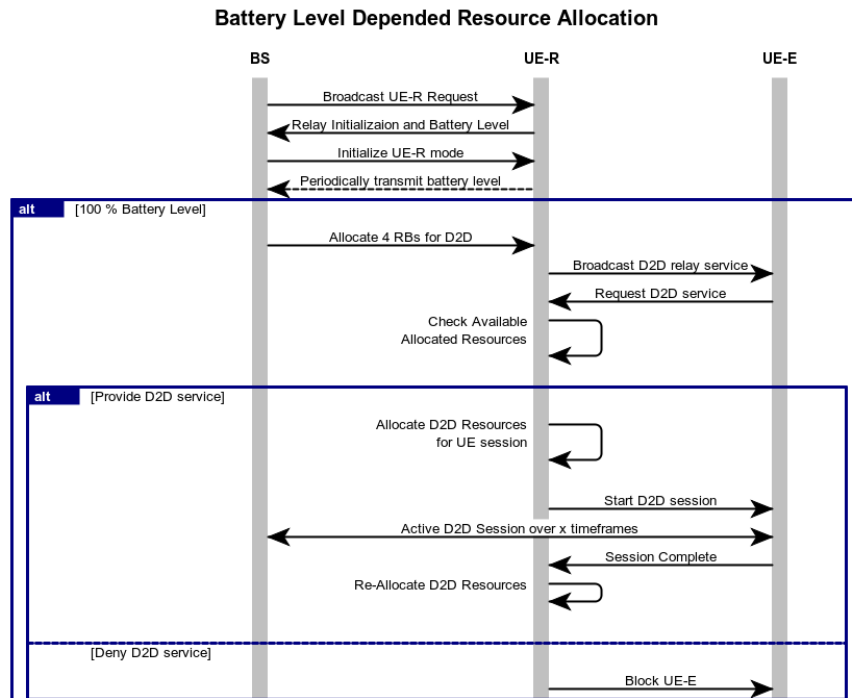 Battery Level Depended Resource Allocation
BS
UE-R
UE-E
Broadcast UE-R Request
Relay Initializaion and Battery Level
Initialize UE-R mode
Periodically transmit battery level
alt
[100 % Battery Level]
Allocate 4 RBs for D2D
Broadcast D2D relay service
Request D2D service
Check Available
Allocated Resources
alt
[Provide D2D service]
Allocate D2D Resources
for UE session
Start D2D session
Active D2D Session over x timeframes
Session Complete
Re-Allocate D2D Resources
[Deny D2D service]
Block UE-E